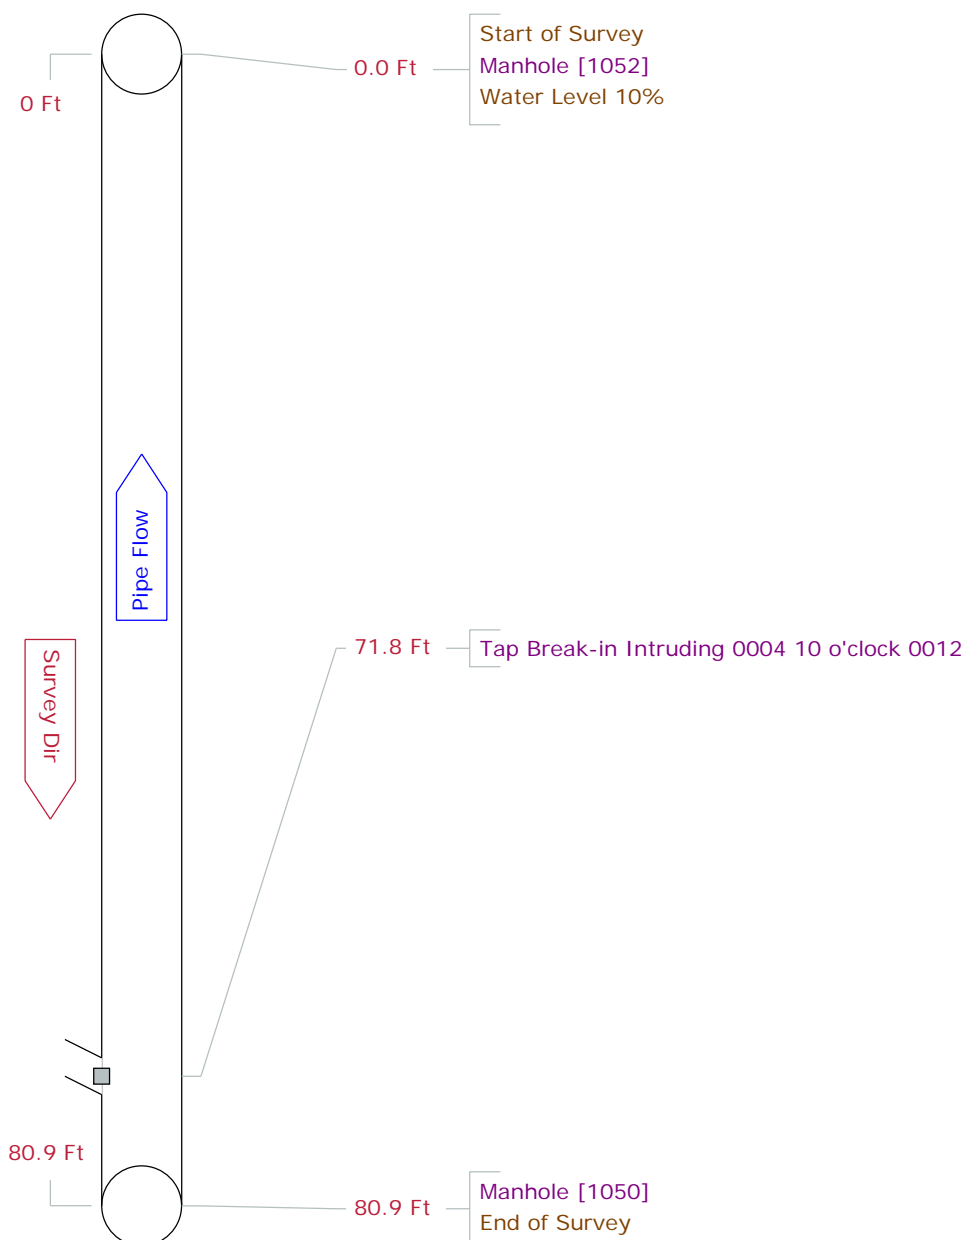 Start of Survey
0.0 Ft
Manhole [1052]
Water Level 10%
0 Ft
Pipe Flow
Survey Dir
71.8 Ft
Tap Break-in Intruding 0004 10 o'clock 0012
80.9 Ft
Manhole [1050]
80.9 Ft
End of Survey